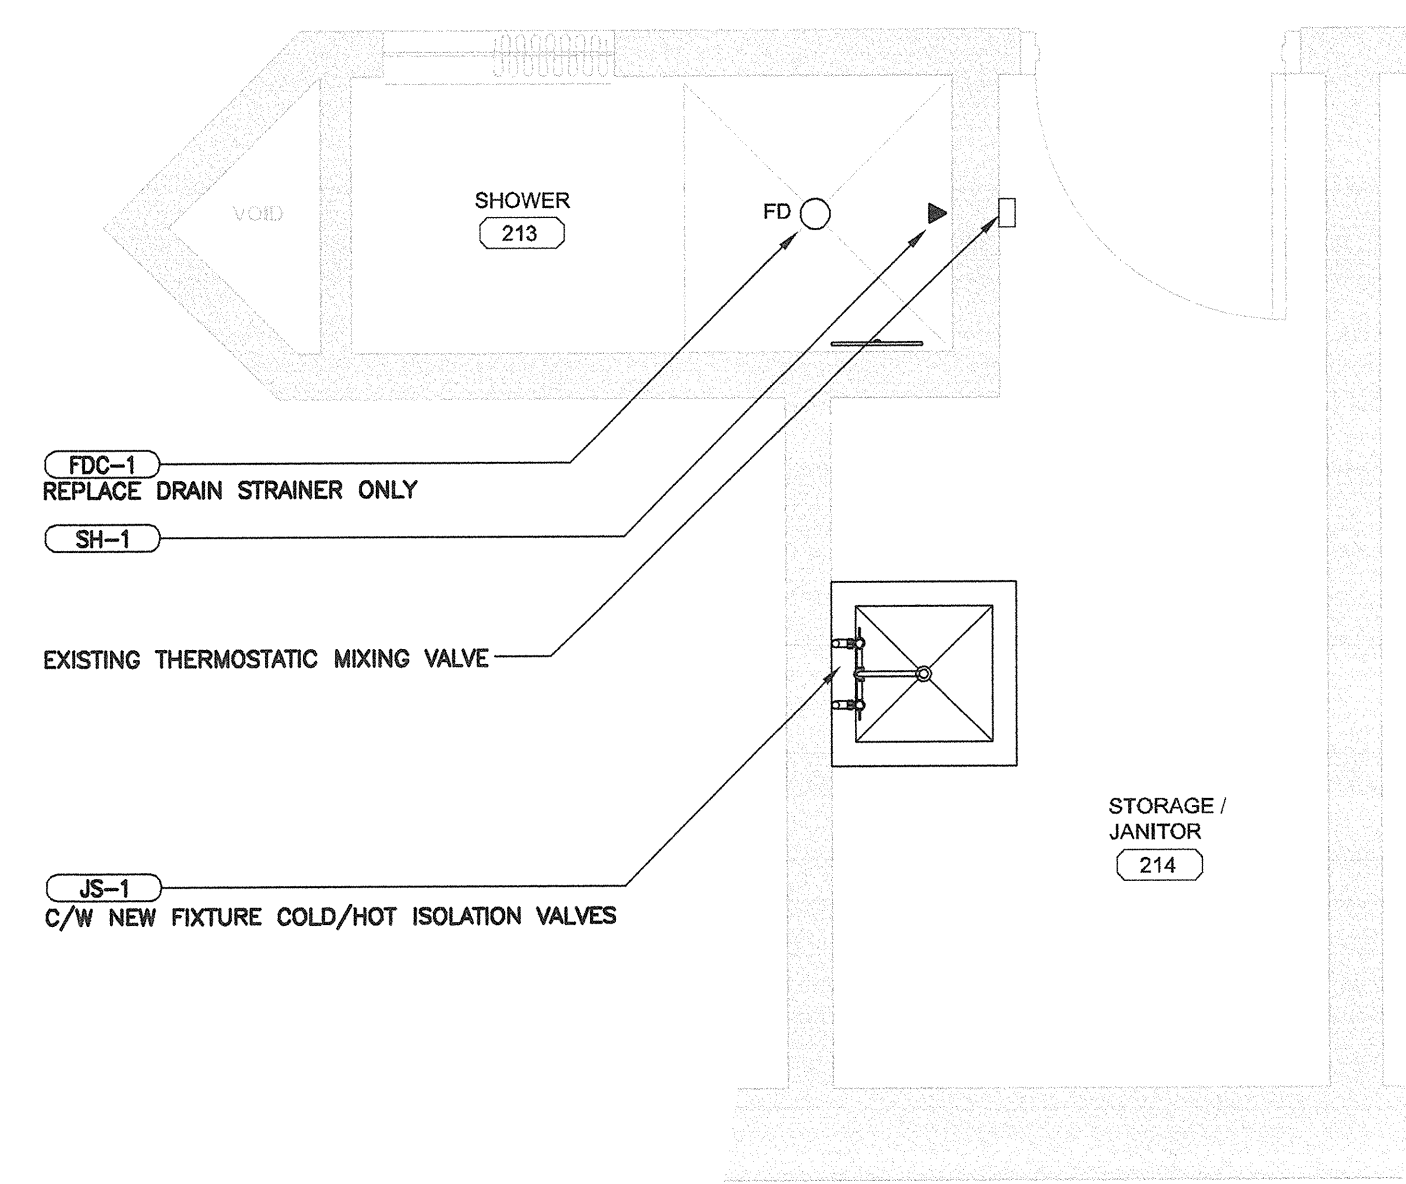 VOID
SHOWER
213
FD
FDC-1
REPLACE DRAIN STRAINER ONLY
SH-1
EXISTING THERMOSTATIC MIXING VALVE
STORAGE /
JANITOR
214
JS-1
C/W NEW FIXTURE COLD/HOT ISOLATION VALVES